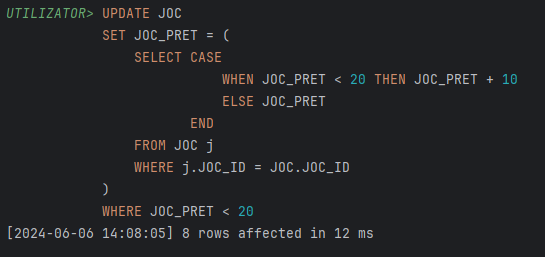 UTILIZATOR> UPDATE JOC
SET JOC_PRET = (
SELECT CASE
WHEN JOC_PRET < 20 THEN JOC_PRET + 10
ELSE JOC_PRET
END
FROM JOC j
WHERE j.JOC_ID = JOC.JOC_ID
)
WHERE JOC_PRET < 20
[2024-06-06 14:08:05] 8 rows affected in 12 ms